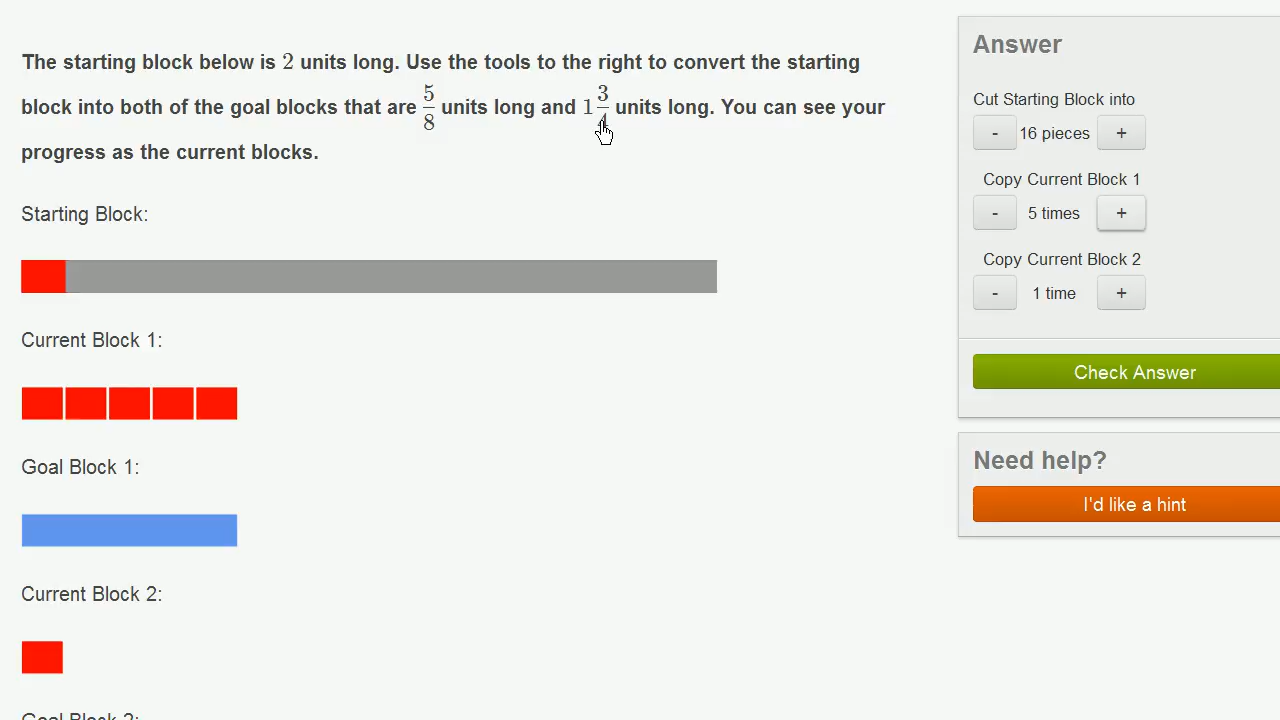 The starting block below is 2 units long. Use the tools to the right to convert the starting
block into both of the goal blocks that are 5/8 units long and 1 3/4 units long. You can see your
progress as the current blocks.
Starting Block:
Current Block 1:
Goal Block 1:
Current Block 2:
Goal Block 2:
Answer
Cut Starting Block into
- 16 pieces +
Copy Current Block 1
- 5 times +
Copy Current Block 2
- 1 time +
Check Answer
Need help?
I'd like a hint